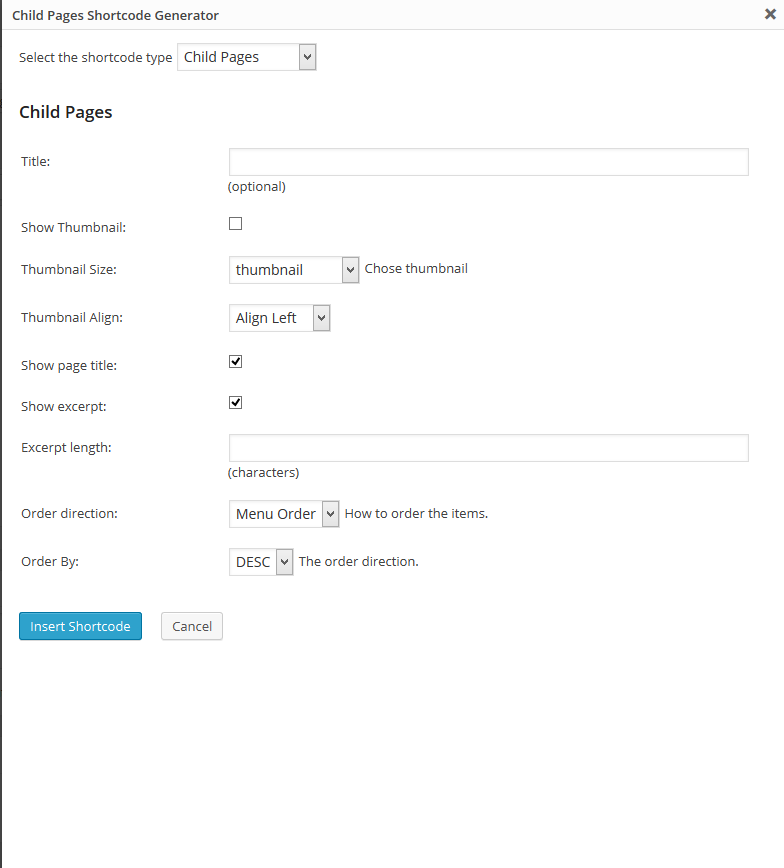 Child Pages Shortcode Generator
Select the shortcode type Child Pages
Child Pages
Title:
(optional)
Show Thumbnail:
Thumbnail Size: thumbnail Chose thumbnail
Thumbnail Align: Align Left
Show page title:
Show excerpt:
Excerpt length:
(characters)
Order direction: Menu Order How to order the items.
Order By: DESC The order direction.
Insert Shortcode Cancel